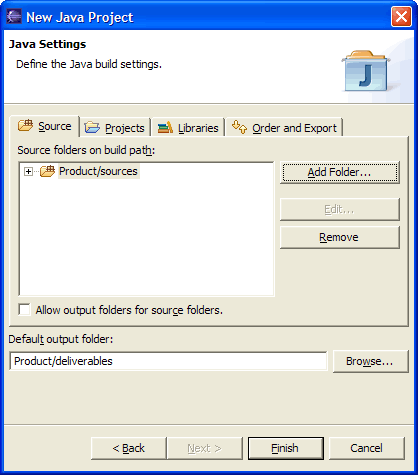 New Java Project
Java Settings
Define the Java build settings.
J
Source Projects Libraries Order and Export
Source folders on build path:
Product/sources
Add Folder...
Edit...
Remove
Allow output folders for source folders.
Default output folder:
Product/deliverables
Browse...
< Back Next > Finish Cancel